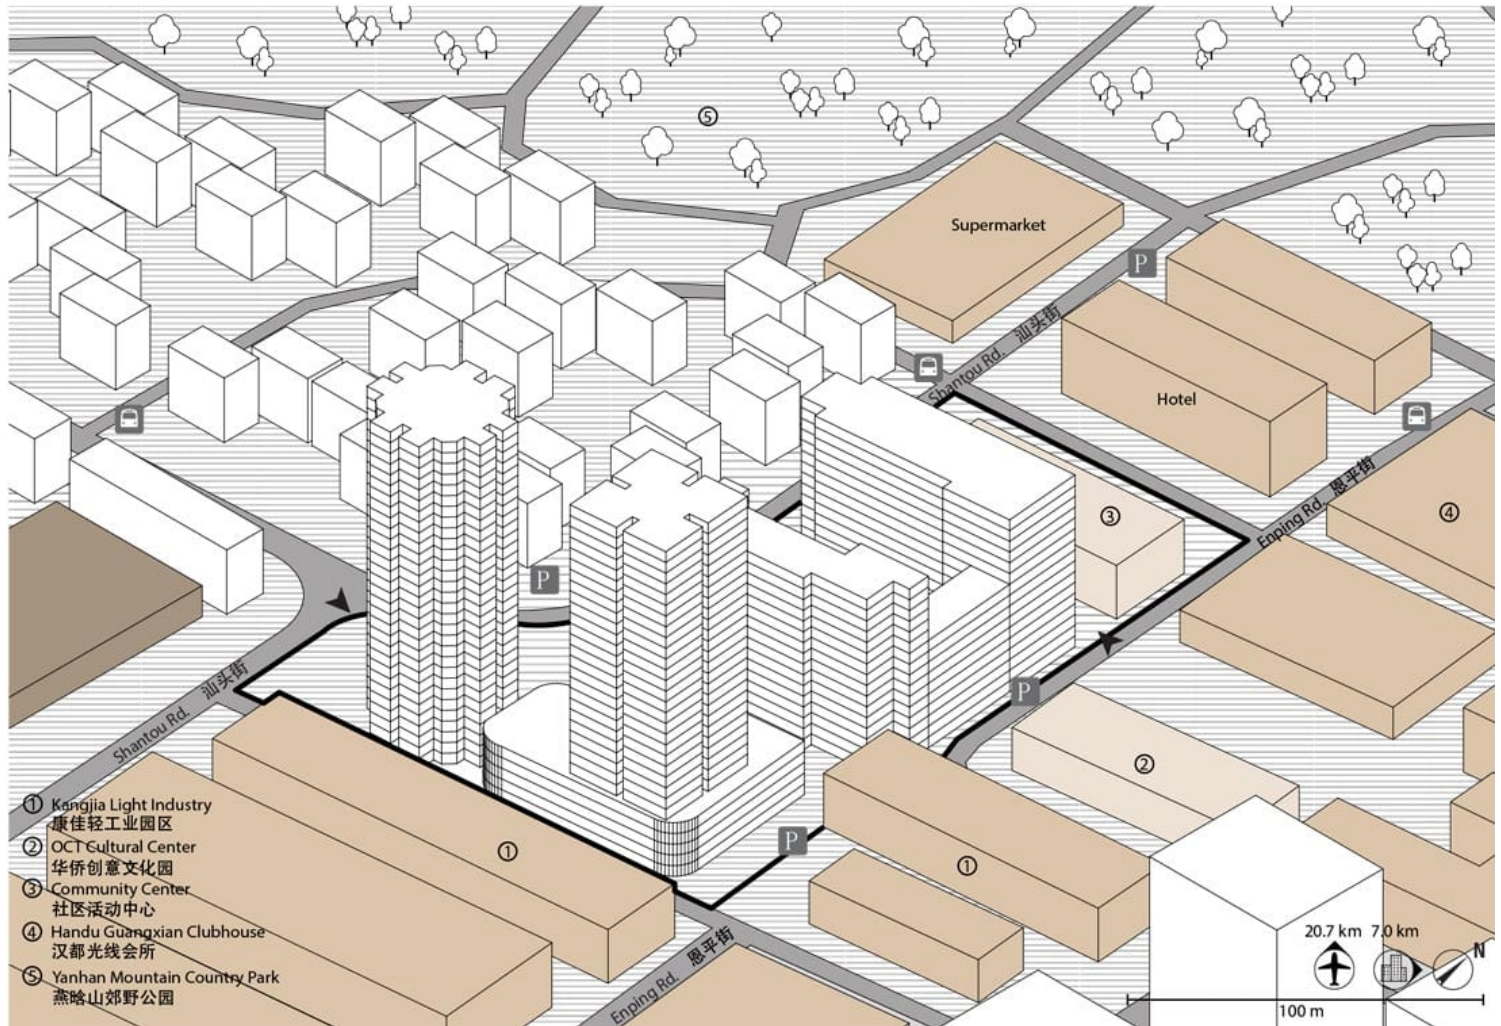 ⑤
Supermarket
P
Shantou Rd. 汕头街
Hotel
③
④
Enping Rd. 恩平街
P
P
Shantou Rd. 汕头街
②
P
① Kangjia Light Industry
康佳轻工业园区
② OCT Cultural Center
华侨创意文化园
③ Community Center
社区活动中心
④ Handu Guangxian Clubhouse
汉都光线会所
⑤ Yanhan Mountain Country Park
燕晗山郊野公园
①
①
Enping Rd. 恩平街
20.7 km 7.0 km
N
100 m